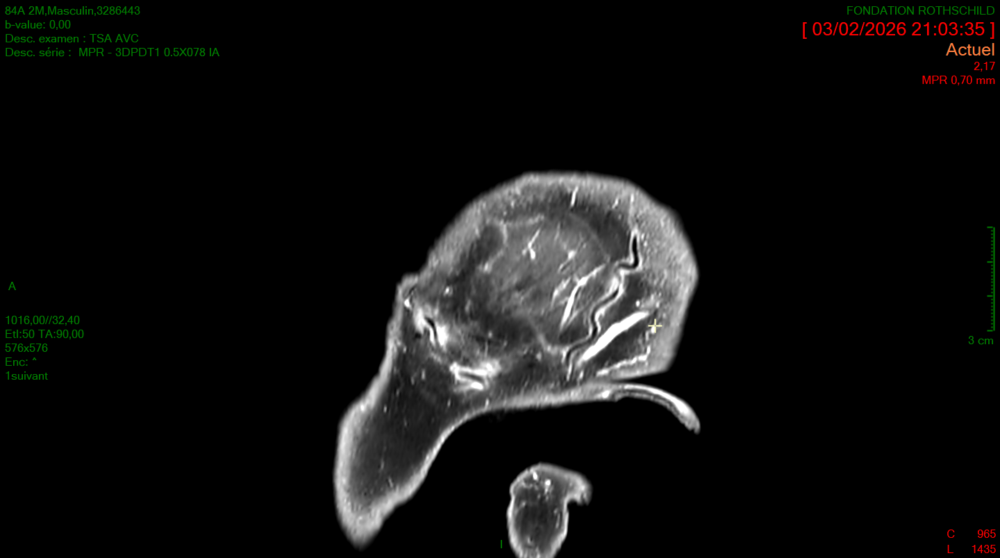 84A 2M,Masculin,3286443
b-value: 0,00
Desc. examen : TSA AVC
Desc. série : MPR - 3DPDT1 0.5X078 IA
FONDATION ROTHSCHILD
[ 03/02/2026 21:03:35 ]
Actuel
2,17
MPR 0,70 mm
A
1016,00//32,40
Etl:50 TA:90,00
576x576
Enc: ^
1suivant
3 cm
I
C 965
L 1435